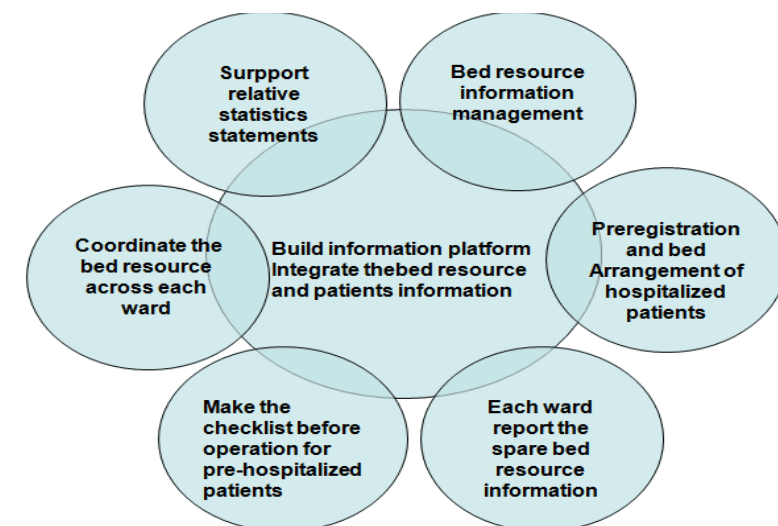 Surpport
relative
statistics
statements
Bed resource
information
management
Coordinate the
bed resource
across each
ward
Build information platform
Integrate thebed resource
and patients information
Preregistration
and bed
Arrangement of
hospitalized
patients
Make the
checklist before
operation for
pre-hospitalized
patients
Each ward
report the
spare bed
resource
information